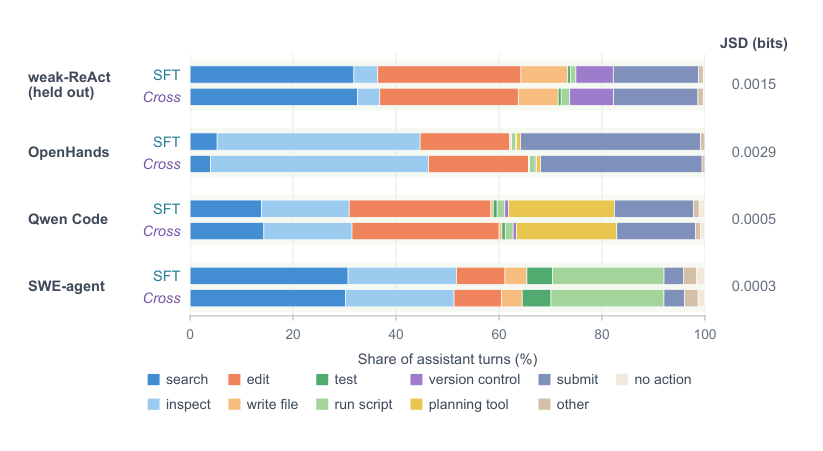 JSD (bits)
weak-ReAct
(held out)
SFT
Cross
0.0015
OpenHands
SFT
Cross
0.0029
Qwen Code
SFT
Cross
0.0005
SWE-agent
SFT
Cross
0.0003
0 20 40 60 80 100
Share of assistant turns (%)
search edit test version control submit no action
inspect write file run script planning tool other